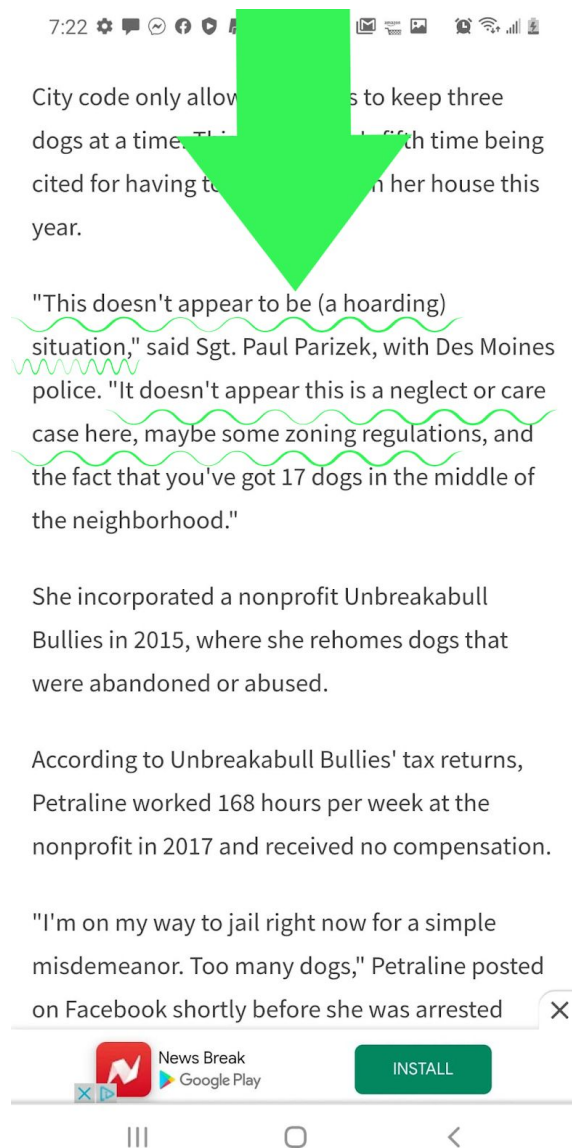 7:22
City code only allow s to keep three
dogs at a time. fifth time being
cited for having her house this
year.
"This doesn't appear to be (a hoarding)
situation," said Sgt. Paul Parizek, with Des Moines
police. "It doesn't appear this is a neglect or care
case here, maybe some zoning regulations, and
the fact that you've got 17 dogs in the middle of
the neighborhood."
She incorporated a nonprofit Unbreakabull
Bullies in 2015, where she rehomes dogs that
were abandoned or abused.
According to Unbreakabull Bullies' tax returns,
Petraline worked 168 hours per week at the
nonprofit in 2017 and received no compensation.
"I'm on my way to jail right now for a simple
misdemeanor. Too many dogs," Petraline posted
on Facebook shortly before she was arrested
News Break
Google Play
INSTALL